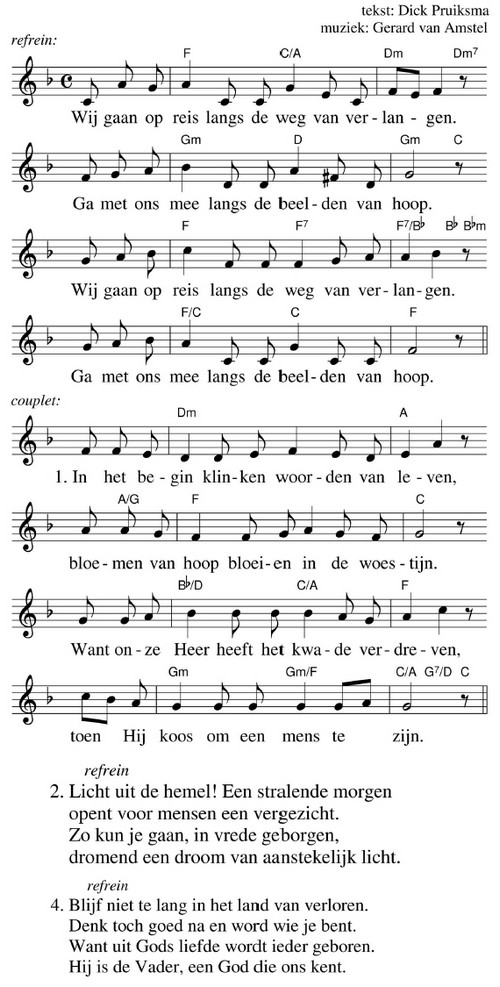 tekst: Dick Pruiksma
muziek: Gerard van Amstel
refrein:
F C/A Dm Dm7
Wij gaan op reis langs de weg van ver - lan - gen.
Gm D Gm C
Ga met ons mee langs de beel - den van hoop.
F F7 F7/B♭ B♭ B♭m
Wij gaan op reis langs de weg van ver - lan - gen.
F/C C F
Ga met ons mee langs de beel - den van hoop.
couplet:
Dm A
1. In het be - gin klin - ken woor - den van le - ven,
A/G F C
bloe - men van hoop bloei - en in de woes - tijn.
B♭/D C/A F
Want on - ze Heer heeft het kwa - de ver - dre - ven,
Gm Gm/F C/A G7/D C
toen Hij koos om een mens te zijn.
refrein
2. Licht uit de hemel! Een stralende morgen
opent voor mensen een vergezicht.
Zo kun je gaan, in vrede geborgen,
dromend een droom van aanstekelijk licht.
refrein
4. Blijf niet te lang in het land van verloren.
Denk toch goed na en word wie je bent.
Want uit Gods liefde wordt ieder geboren.
Hij is de Vader, een God die ons kent.